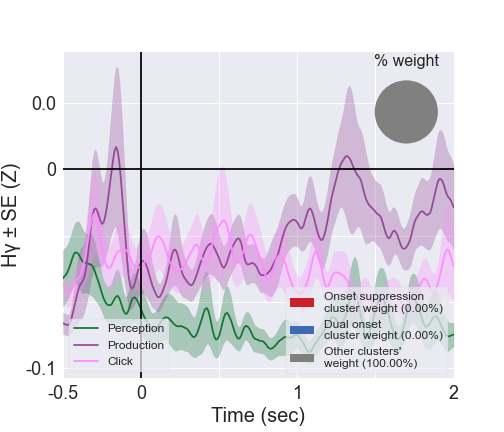 % weight
0.0
0
-0.1
Hγ ± SE (Z)
Perception
Production
Click
Onset suppression
cluster weight (0.00%)
Dual onset
cluster weight (0.00%)
Other clusters'
weight (100.00%)
-0.5
0
1
2
Time (sec)